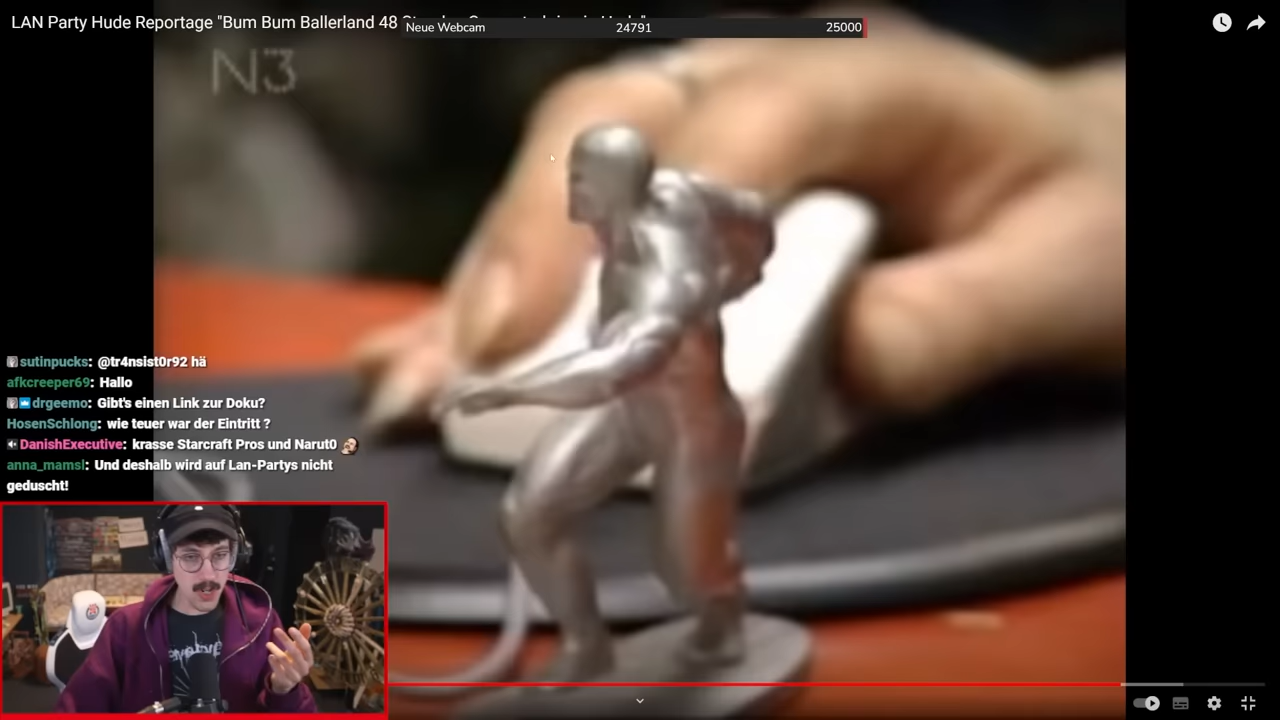 LAN Party Hude Reportage "Bum Bum Ballerland 48
Neue Webcam 24791 25000
N3
sutinpucks: @tr4nsist0r92 hä
afkcreeper69: Hallo
drgeemo: Gibt's einen Link zur Doku?
HosenSchlong: wie teuer war der Eintritt ?
DanishExecutive: krasse Starcraft Pros und Narut0
anna_mamsl: Und deshalb wird auf Lan-Partys nicht
geduscht!